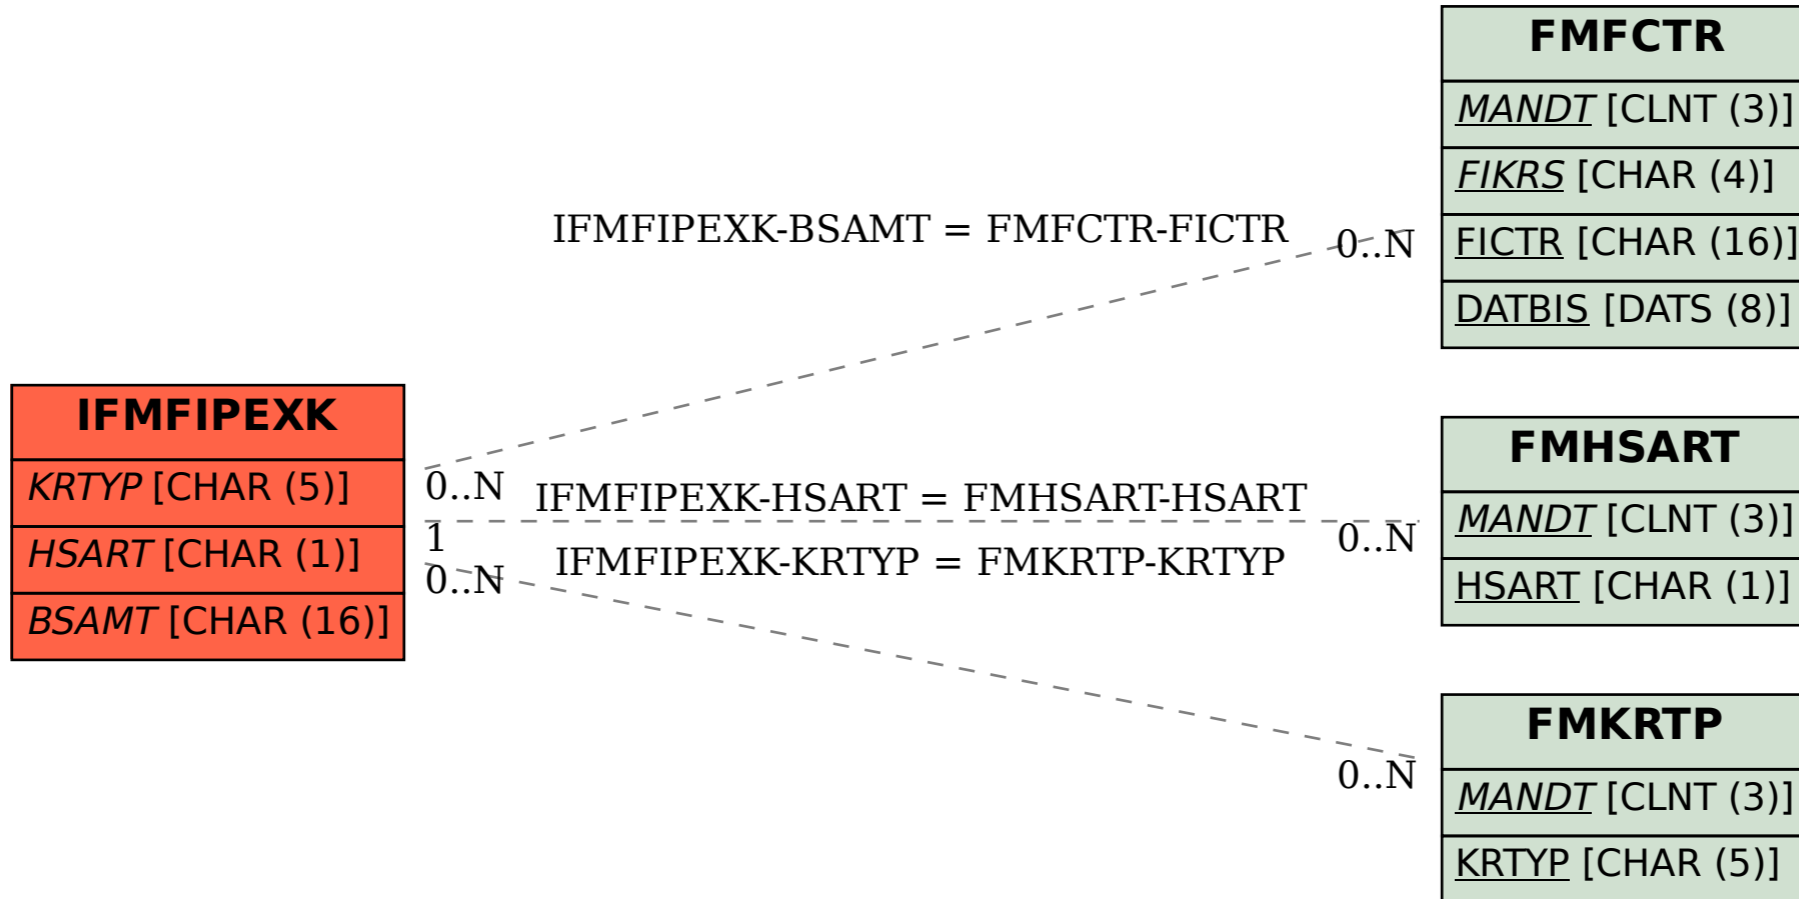 FMFCTR
MANDT [CLNT (3)]
FIKRS [CHAR (4)]
FICTR [CHAR (16)]
DATBIS [DATS (8)]
IFMFIPEXK-BSAMT = FMFCTR-FICTR
0..N
IFMFIPEXK
KRTYP [CHAR (5)]
HSART [CHAR (1)]
BSAMT [CHAR (16)]
0..N
IFMFIPEXK-HSART = FMHSART-HSART
1
0..N
IFMFIPEXK-KRTYP = FMKRTP-KRTYP
0..N
FMHSART
MANDT [CLNT (3)]
HSART [CHAR (1)]
0..N
FMKRTP
MANDT [CLNT (3)]
KRTYP [CHAR (5)]